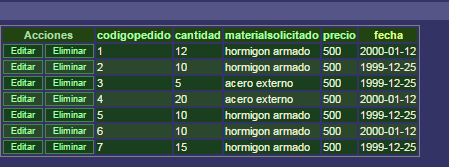 Acciones codigopedido cantidad materialsolicitado precio fecha
Editar Eliminar 1 12 hormigon armado 500 2000-01-12
Editar Eliminar 2 10 hormigon armado 500 1999-12-25
Editar Eliminar 3 5 acero externo 500 1999-12-25
Editar Eliminar 4 20 acero externo 500 2000-01-12
Editar Eliminar 5 10 hormigon armado 500 1999-12-25
Editar Eliminar 6 10 hormigon armado 500 2000-01-12
Editar Eliminar 7 15 hormigon armado 500 1999-12-25